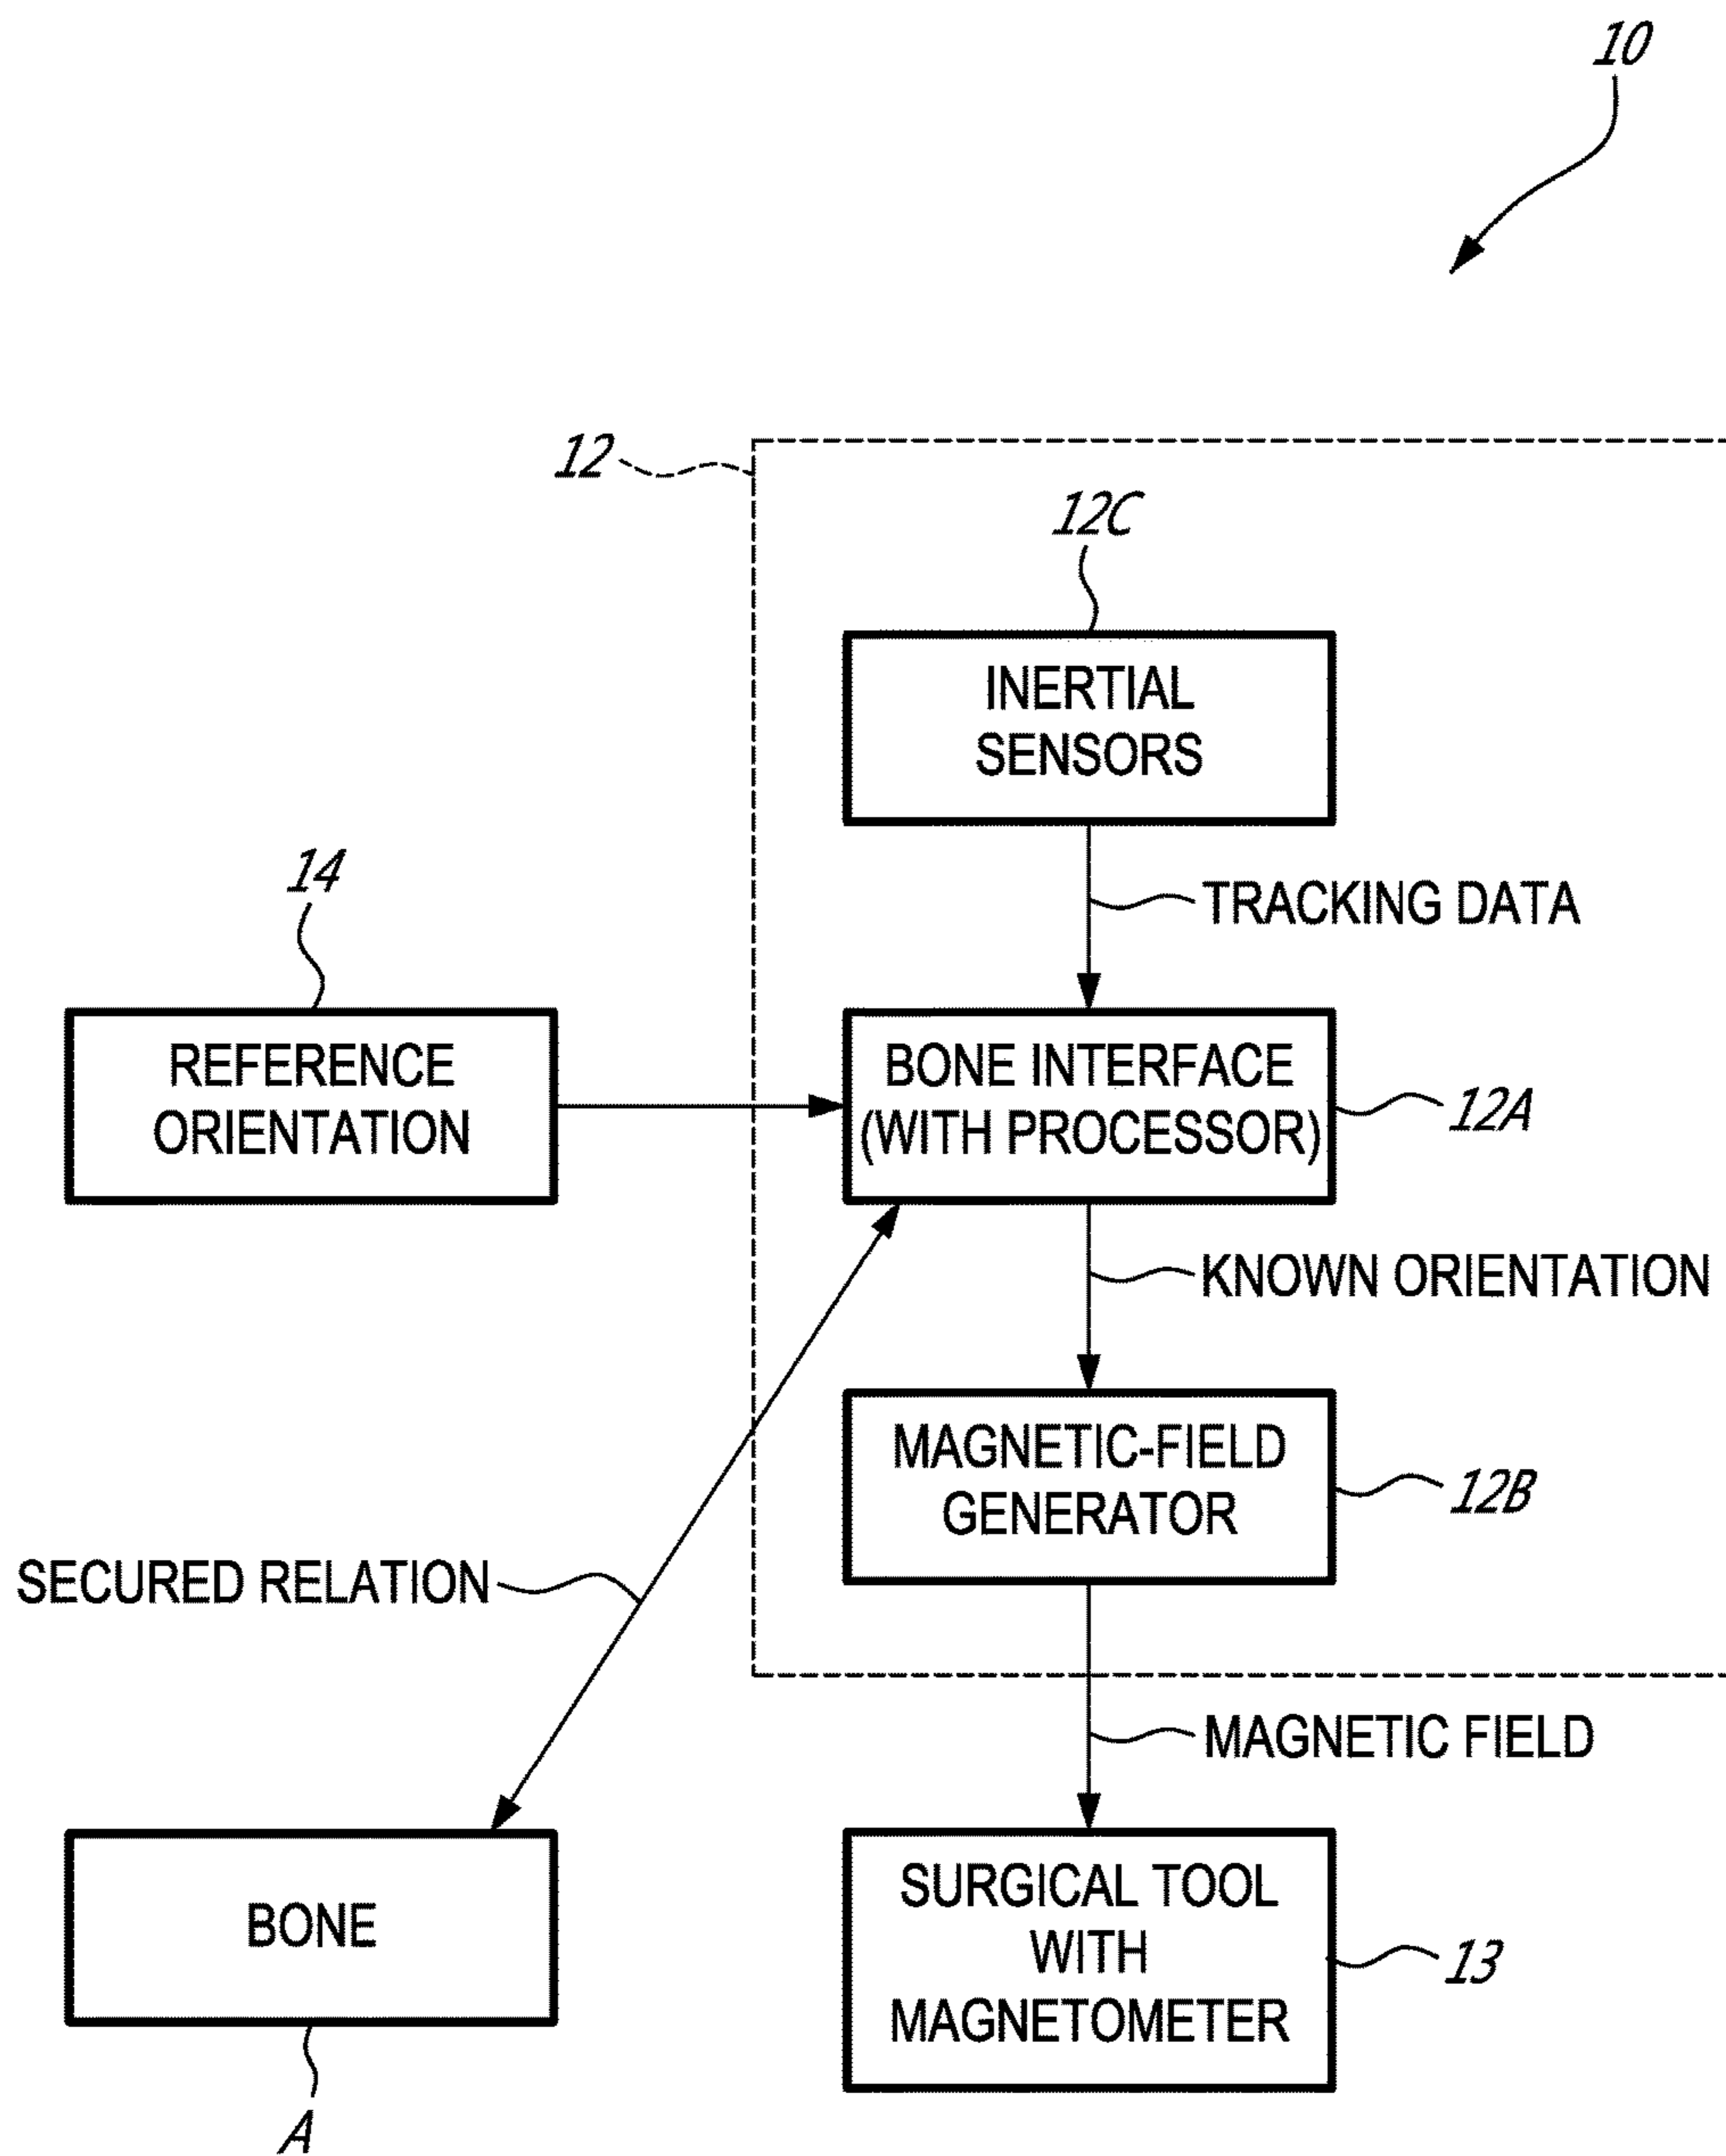 10
12
12C
INERTIAL
SENSORS
TRACKING DATA
14
REFERENCE
ORIENTATION
BONE INTERFACE
(WITH PROCESSOR)
12A
KNOWN ORIENTATION
MAGNETIC-FIELD
GENERATOR
12B
SECURED RELATION
MAGNETIC FIELD
BONE
A
SURGICAL TOOL
WITH
MAGNETOMETER
13